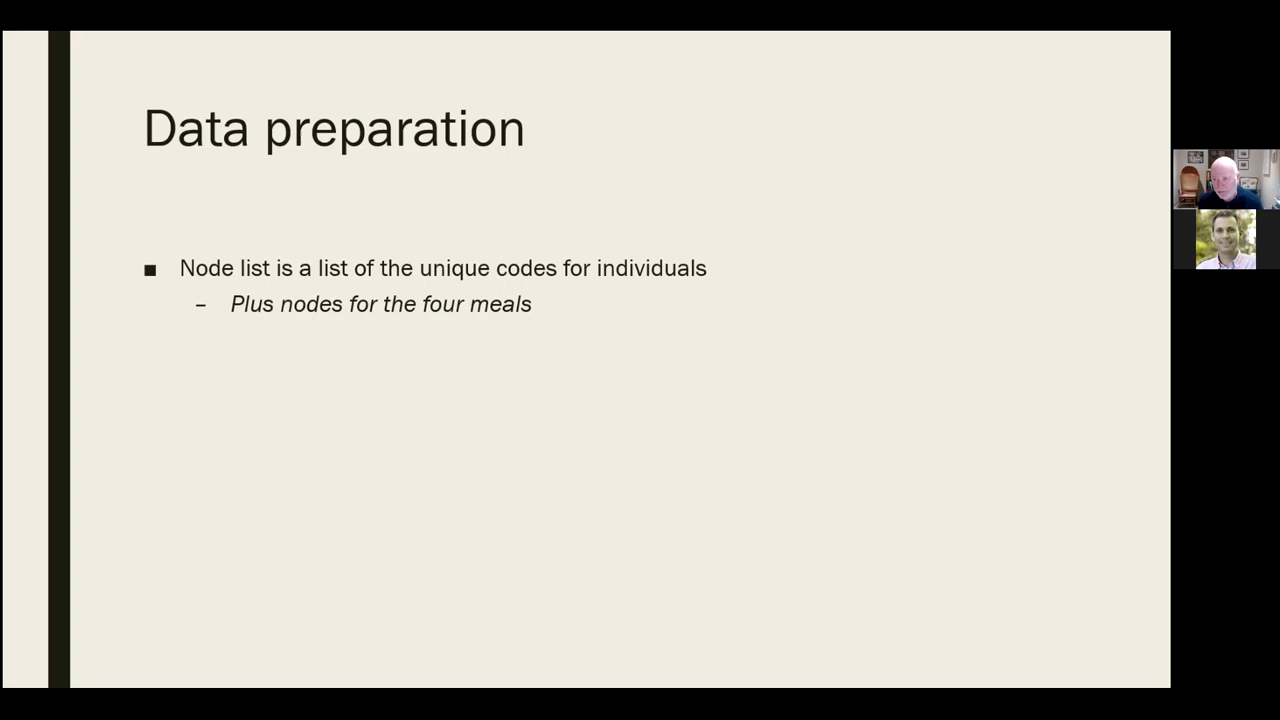 Data preparation
■ Node list is a list of the unique codes for individuals
– Plus nodes for the four meals